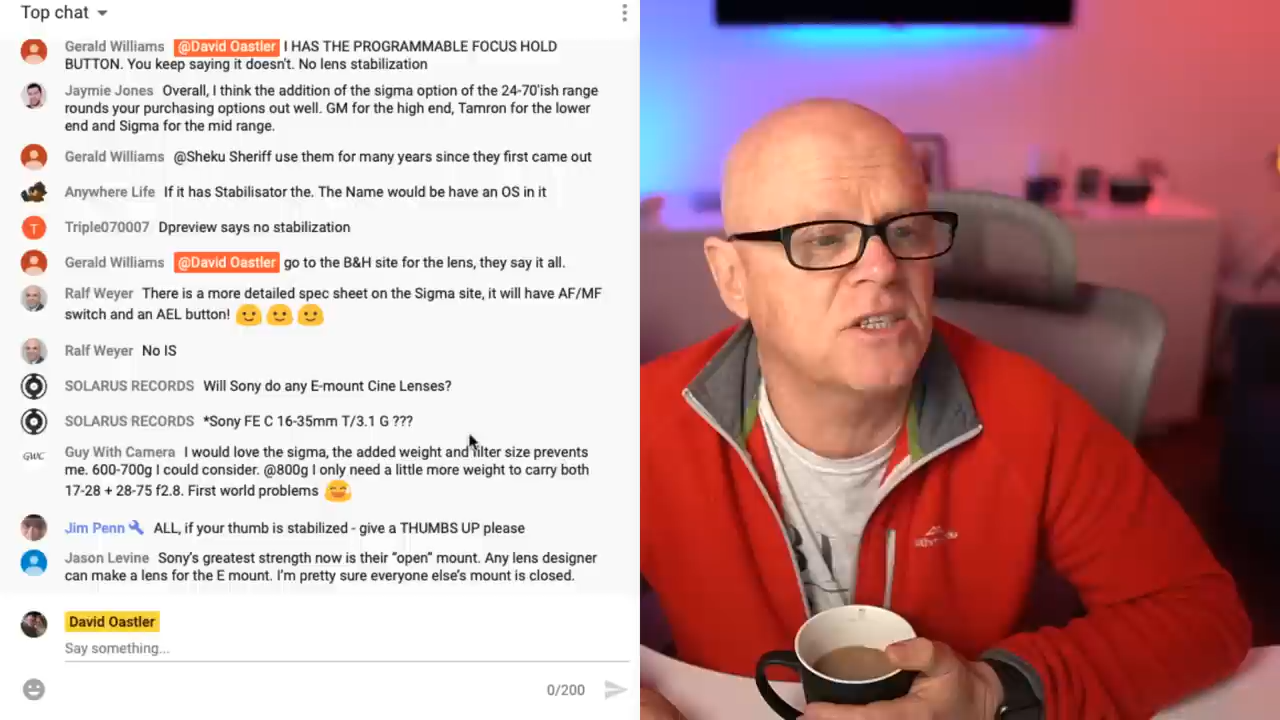 Top chat
Gerald Williams @David Oastler I HAS THE PROGRAMMABLE FOCUS HOLD
BUTTON. You keep saying it doesn't. No lens stabilization
Jaymie Jones Overall, I think the addition of the sigma option of the 24-70'ish range
rounds your purchasing options out well. GM for the high end, Tamron for the lower
end and Sigma for the mid range.
Gerald Williams @Sheku Sheriff use them for many years since they first came out
Anywhere Life If it has Stabilisator the. The Name would be have an OS in it
T Triple070007 Dpreview says no stabilization
Gerald Williams @David Oastler go to the B&H site for the lens, they say it all.
Ralf Weyer There is a more detailed spec sheet on the Sigma site, it will have AF/MF
switch and an AEL button!
Ralf Weyer No IS
SOLARUS RECORDS Will Sony do any E-mount Cine Lenses?
SOLARUS RECORDS *Sony FE C 16-35mm T/3.1 G ???
GWC Guy With Camera I would love the sigma, the added weight and filter size prevents
me. 600-700g I could consider. @800g I only need a little more weight to carry both
17-28 + 28-75 f2.8. First world problems
Jim Penn ALL, if your thumb is stabilized - give a THUMBS UP please
Jason Levine Sony's greatest strength now is their "open" mount. Any lens designer
can make a lens for the E mount. I'm pretty sure everyone else's mount is closed.
David Oastler
Say something...
0/200